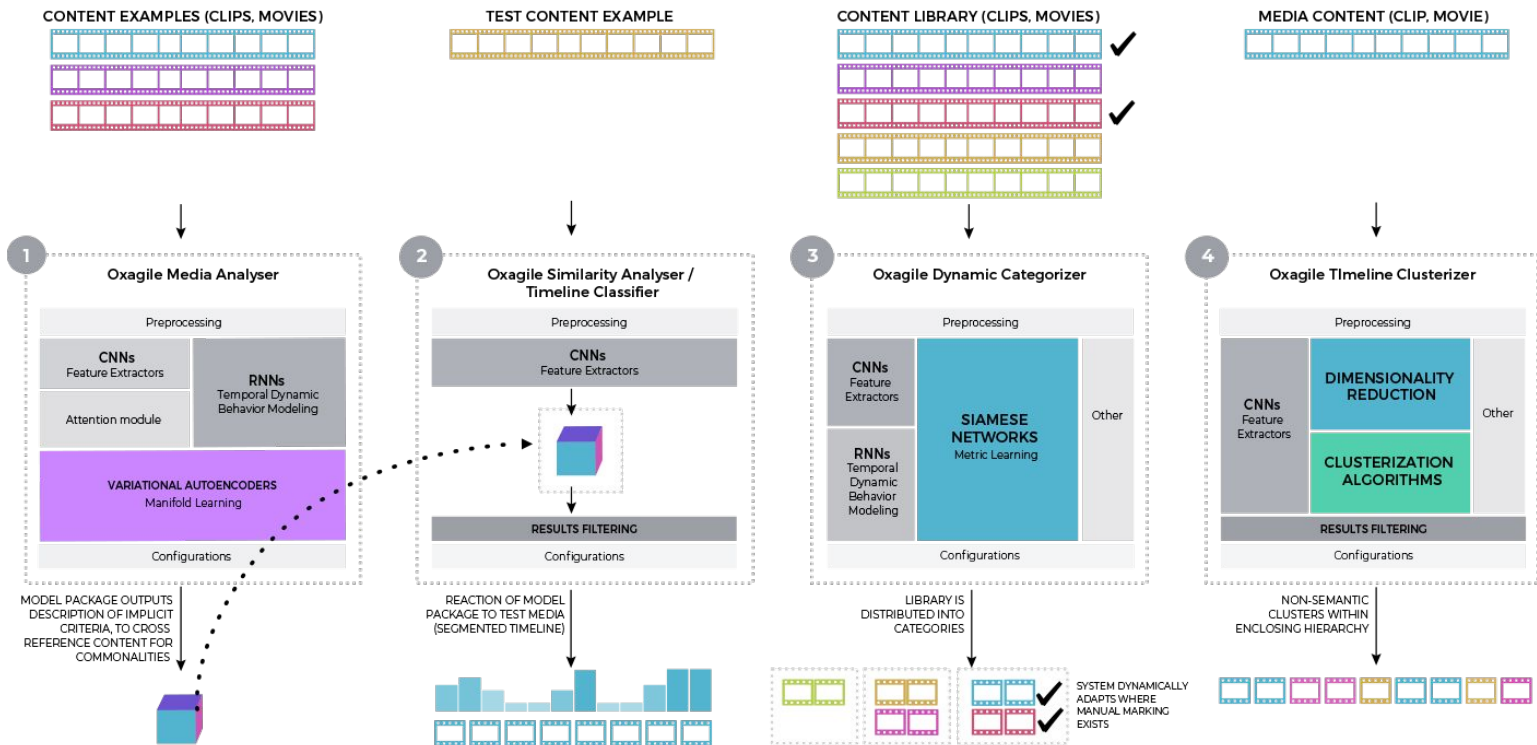 CONTENT EXAMPLES (CLIPS, MOVIES)
TEST CONTENT EXAMPLE
CONTENT LIBRARY (CLIPS, MOVIES)
MEDIA CONTENT (CLIP, MOVIE)
1
Oxagile Media Analyser
Preprocessing
CNNs
Feature Extractors
RNNs
Temporal Dynamic
Behavior Modeling
Attention module
VARIATIONAL AUTOENCODERS
Manifold Learning
Configurations
MODEL PACKAGE OUTPUTS
DESCRIPTION OF IMPLICIT
CRITERIA, TO CROSS
REFERENCE CONTENT FOR
COMMONALITIES
2
Oxagile Similarity Analyser /
Timeline Classifier
Preprocessing
CNNs
Feature Extractors
RESULTS FILTERING
Configurations
REACTION OF MODEL
PACKAGE TO TEST MEDIA
(SEGMENTED TIMELINE)
3
Oxagile Dynamic Categorizer
Preprocessing
CNNs
Feature
Extractors
RNNs
Temporal
Dynamic
Behavior
Modeling
SIAMESE
NETWORKS
Metric Learning
Other
Configurations
LIBRARY IS
DISTRIBUTED INTO
CATEGORIES
SYSTEM DYNAMICALLY
ADAPTS WHERE
MANUAL MARKING
EXISTS
4
Oxagile TImeline Clusterizer
Preprocessing
CNNs
Feature
Extractors
DIMENSIONALITY
REDUCTION
CLUSTERIZATION
ALGORITHMS
Other
RESULTS FILTERING
Configurations
NON-SEMANTIC
CLUSTERS WITHIN
ENCLOSING HIERARCHY